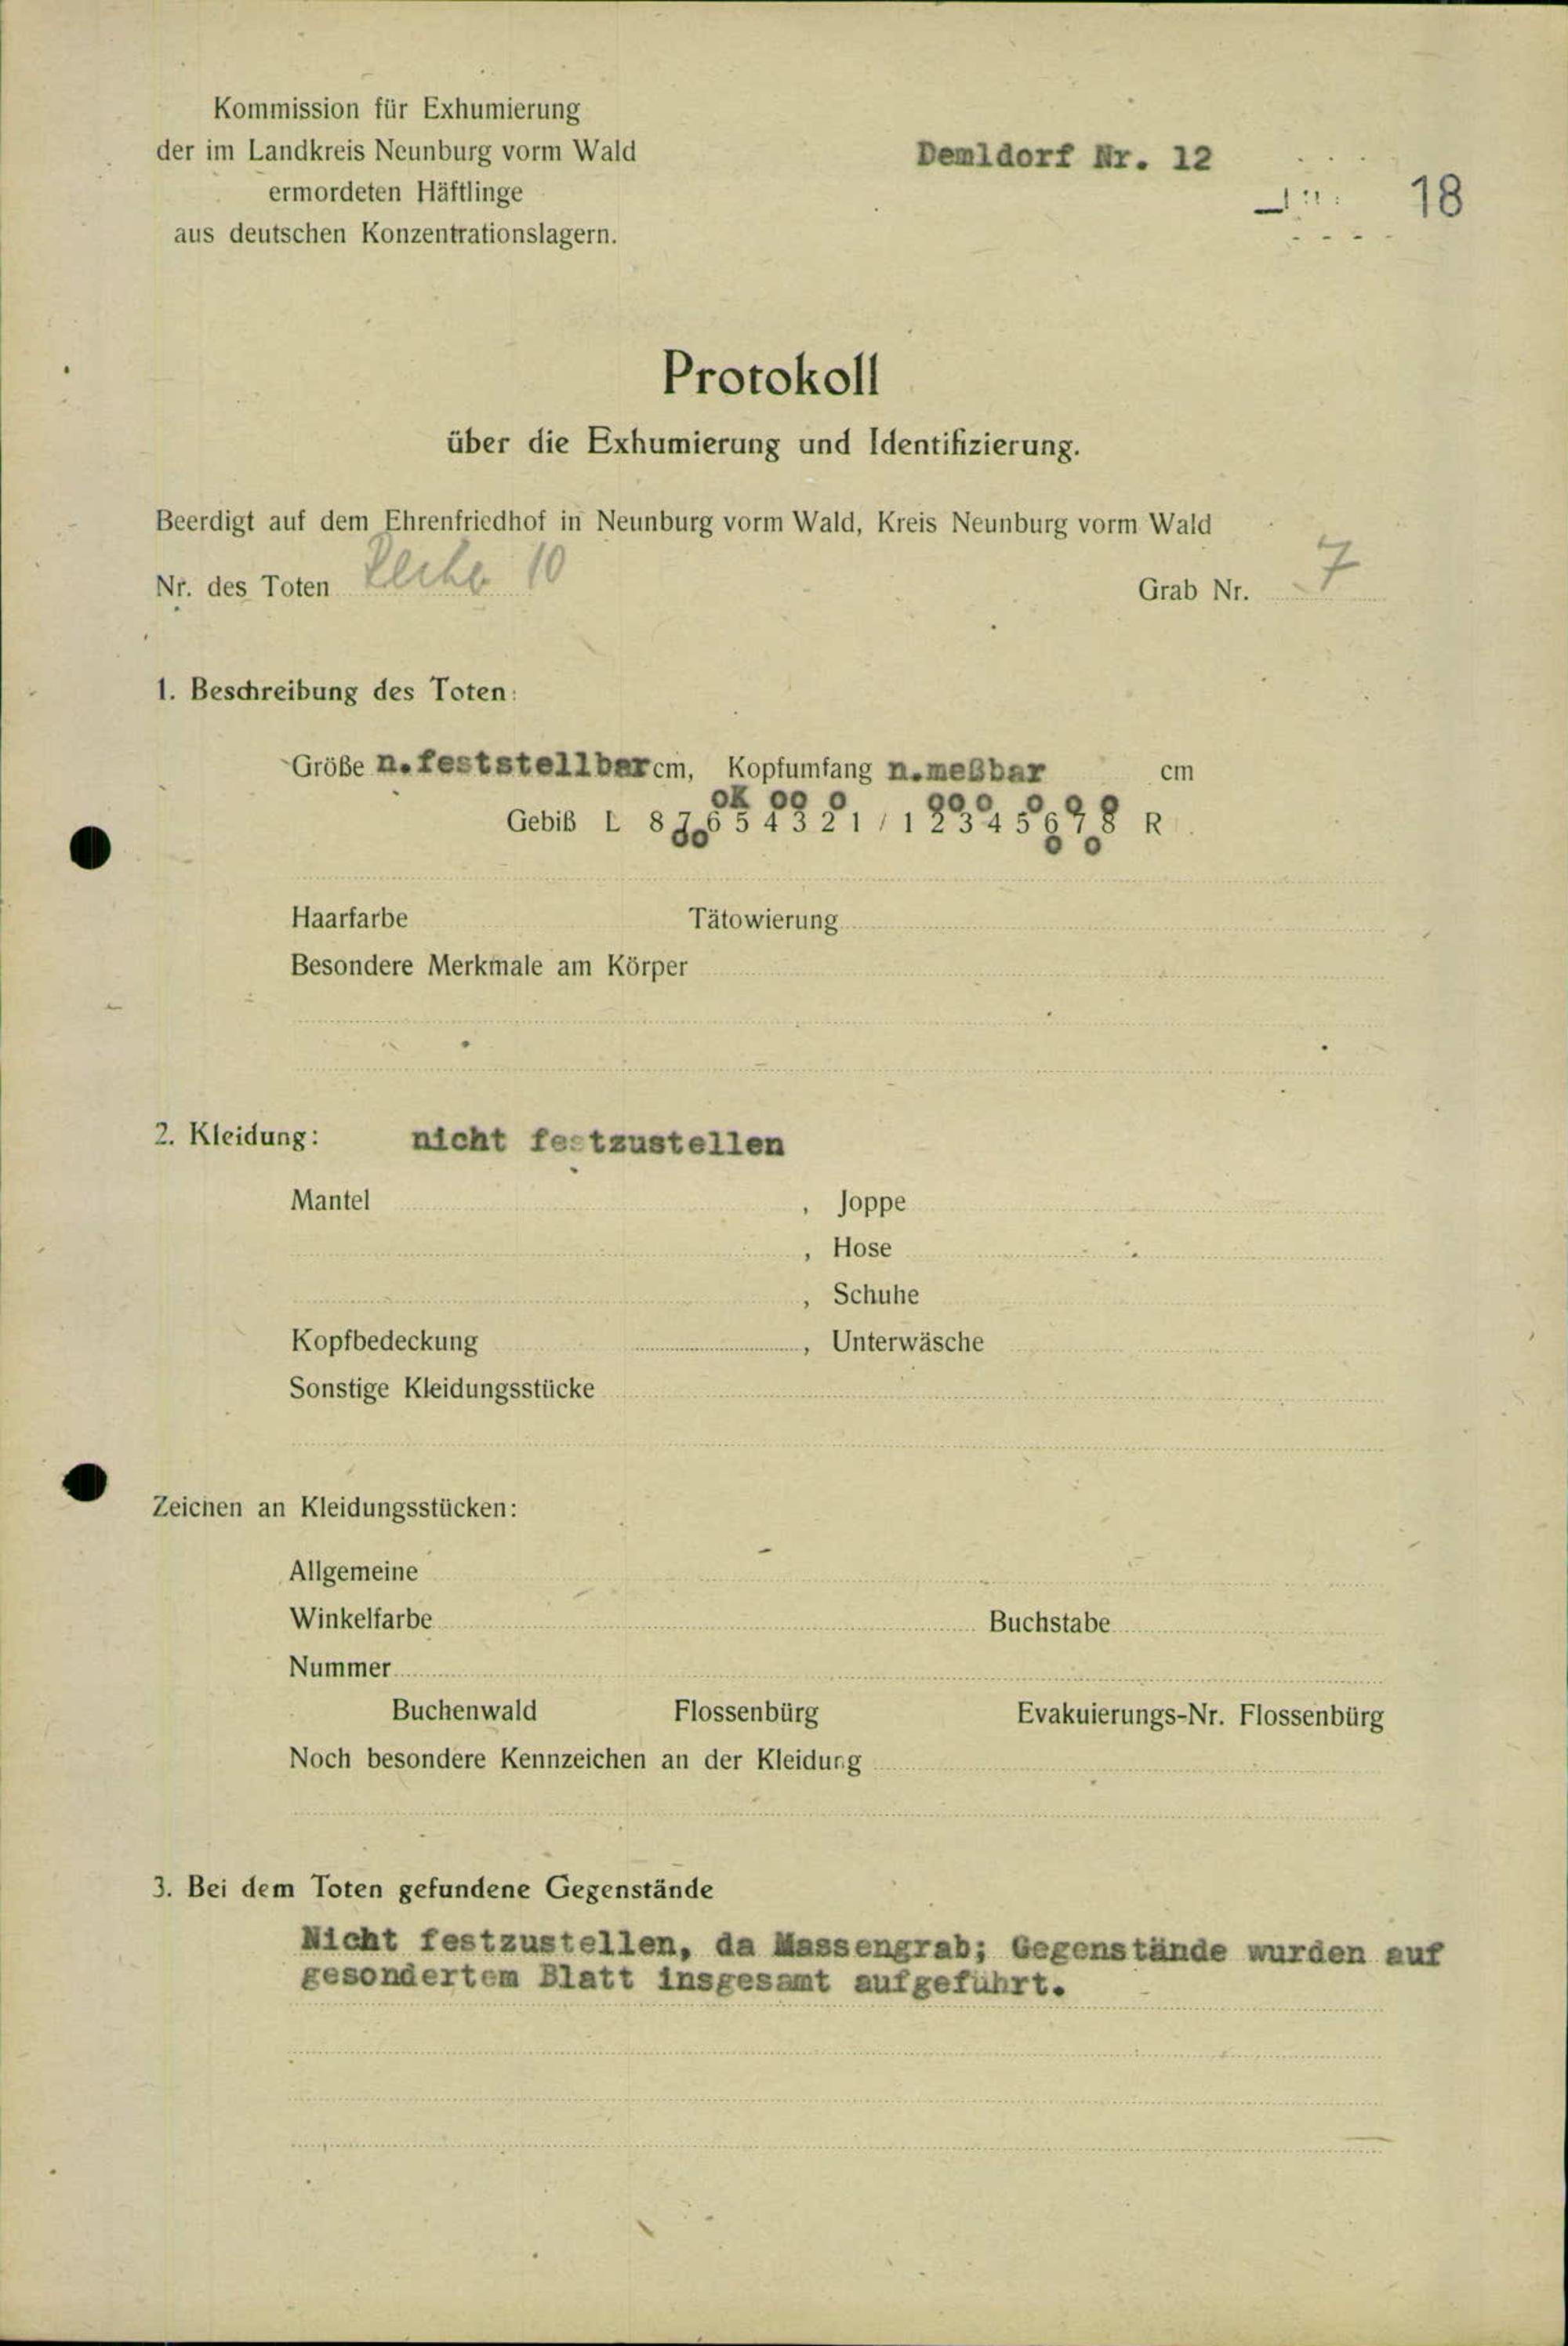 Kommission für Exhumierung
der im Landkreis Neunburg vorm Wald
ermordeten Häftlinge
aus deutschen Konzentrationslagern.
Demldorf Nr. 12
18
Protokoll
über die Exhumierung und Identifizierung.
Beerdigt auf dem Ehrenfriedhof in Neunburg vorm Wald, Kreis Neunburg vorm Wald
Nr. des Toten Reihe 10 Grab Nr. 7
1. Beschreibung des Toten:
Größe n.feststellbar cm, Kopfumfang n.meßbar cm
oK oo o ooo o o o
Gebiß L 8 7 6 5 4 3 2 1 / 1 2 3 4 5 6 7 8 R
oo o o o
Haarfarbe Tätowierung
Besondere Merkmale am Körper
2. Kleidung: nicht festzustellen
Mantel , Joppe
, Hose
, Schuhe
Kopfbedeckung , Unterwäsche
Sonstige Kleidungsstücke
Zeichen an Kleidungsstücken:
Allgemeine
Winkelfarbe Buchstabe
Nummer
Buchenwald Flossenbürg Evakuierungs-Nr. Flossenbürg
Noch besondere Kennzeichen an der Kleidung
3. Bei dem Toten gefundene Gegenstände
Nicht festzustellen, da Massengrab; Gegenstände wurden auf
gesondertem Blatt insgesamt aufgeführt.